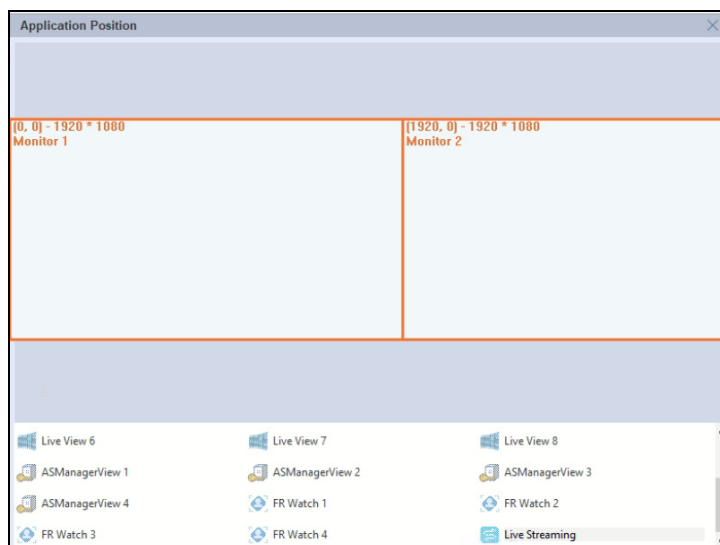 Application Position
(0, 0) - 1920 * 1080
Monitor 1
(1920, 0) - 1920 * 1080
Monitor 2
Live View 6
Live View 7
Live View 8
ASManagerView 1
ASManagerView 2
ASManagerView 3
ASManagerView 4
FR Watch 1
FR Watch 2
FR Watch 3
FR Watch 4
Live Streaming